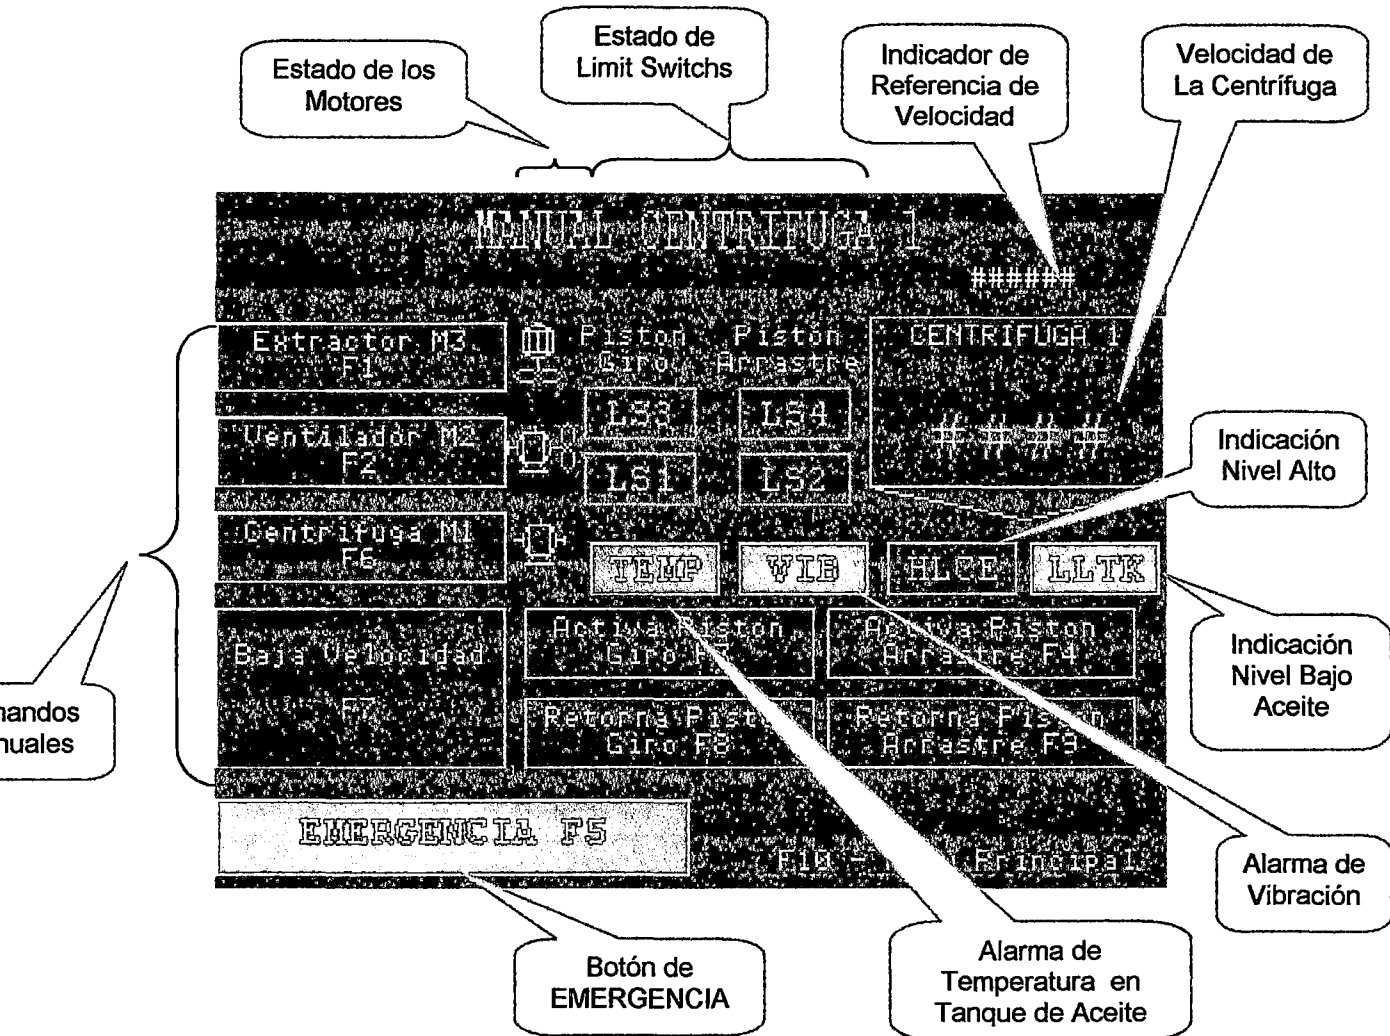 Estado de los
Motores
Estado de
Limit Switchs
Indicador de
Referencia de
Velocidad
Velocidad de
La Centrífuga
MANUAL CENTRIFUGA 1
######
Extractor M3
F1
Piston
Giro
Piston
Arrastre
CENTRIFUGA 1
####
LS3
LS4
Ventilador M2
F2
LS1
LS2
Indicación
Nivel Alto
Centrifuga M1
F6
TEMP
VIB
HLCE
LLTK
Baja Velocidad
F7
Activa Piston
Giro
Activa Piston
Arrastre F4
Indicación
Nivel Bajo
Aceite
mandos
nuales
Retorna Pist
Giro F8
Retorna Piston
Arrastre F9
EMERGENCIA F5
F10 - Principal
Alarma de
Vibración
Botón de
EMERGENCIA
Alarma de
Temperatura en
Tanque de Aceite